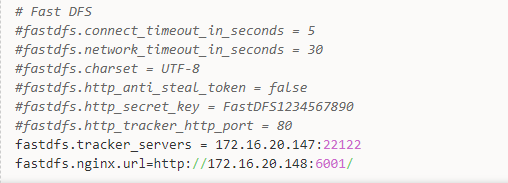 # Fast DFS
#fastdfs.connect_timeout_in_seconds = 5
#fastdfs.network_timeout_in_seconds = 30
#fastdfs.charset = UTF-8
#fastdfs.http_anti_steal_token = false
#fastdfs.http_secret_key = FastDFS1234567890
#fastdfs.http_tracker_http_port = 80
fastdfs.tracker_servers = 172.16.20.147:22122
fastdfs.nginx.url=http://172.16.20.148:6001/